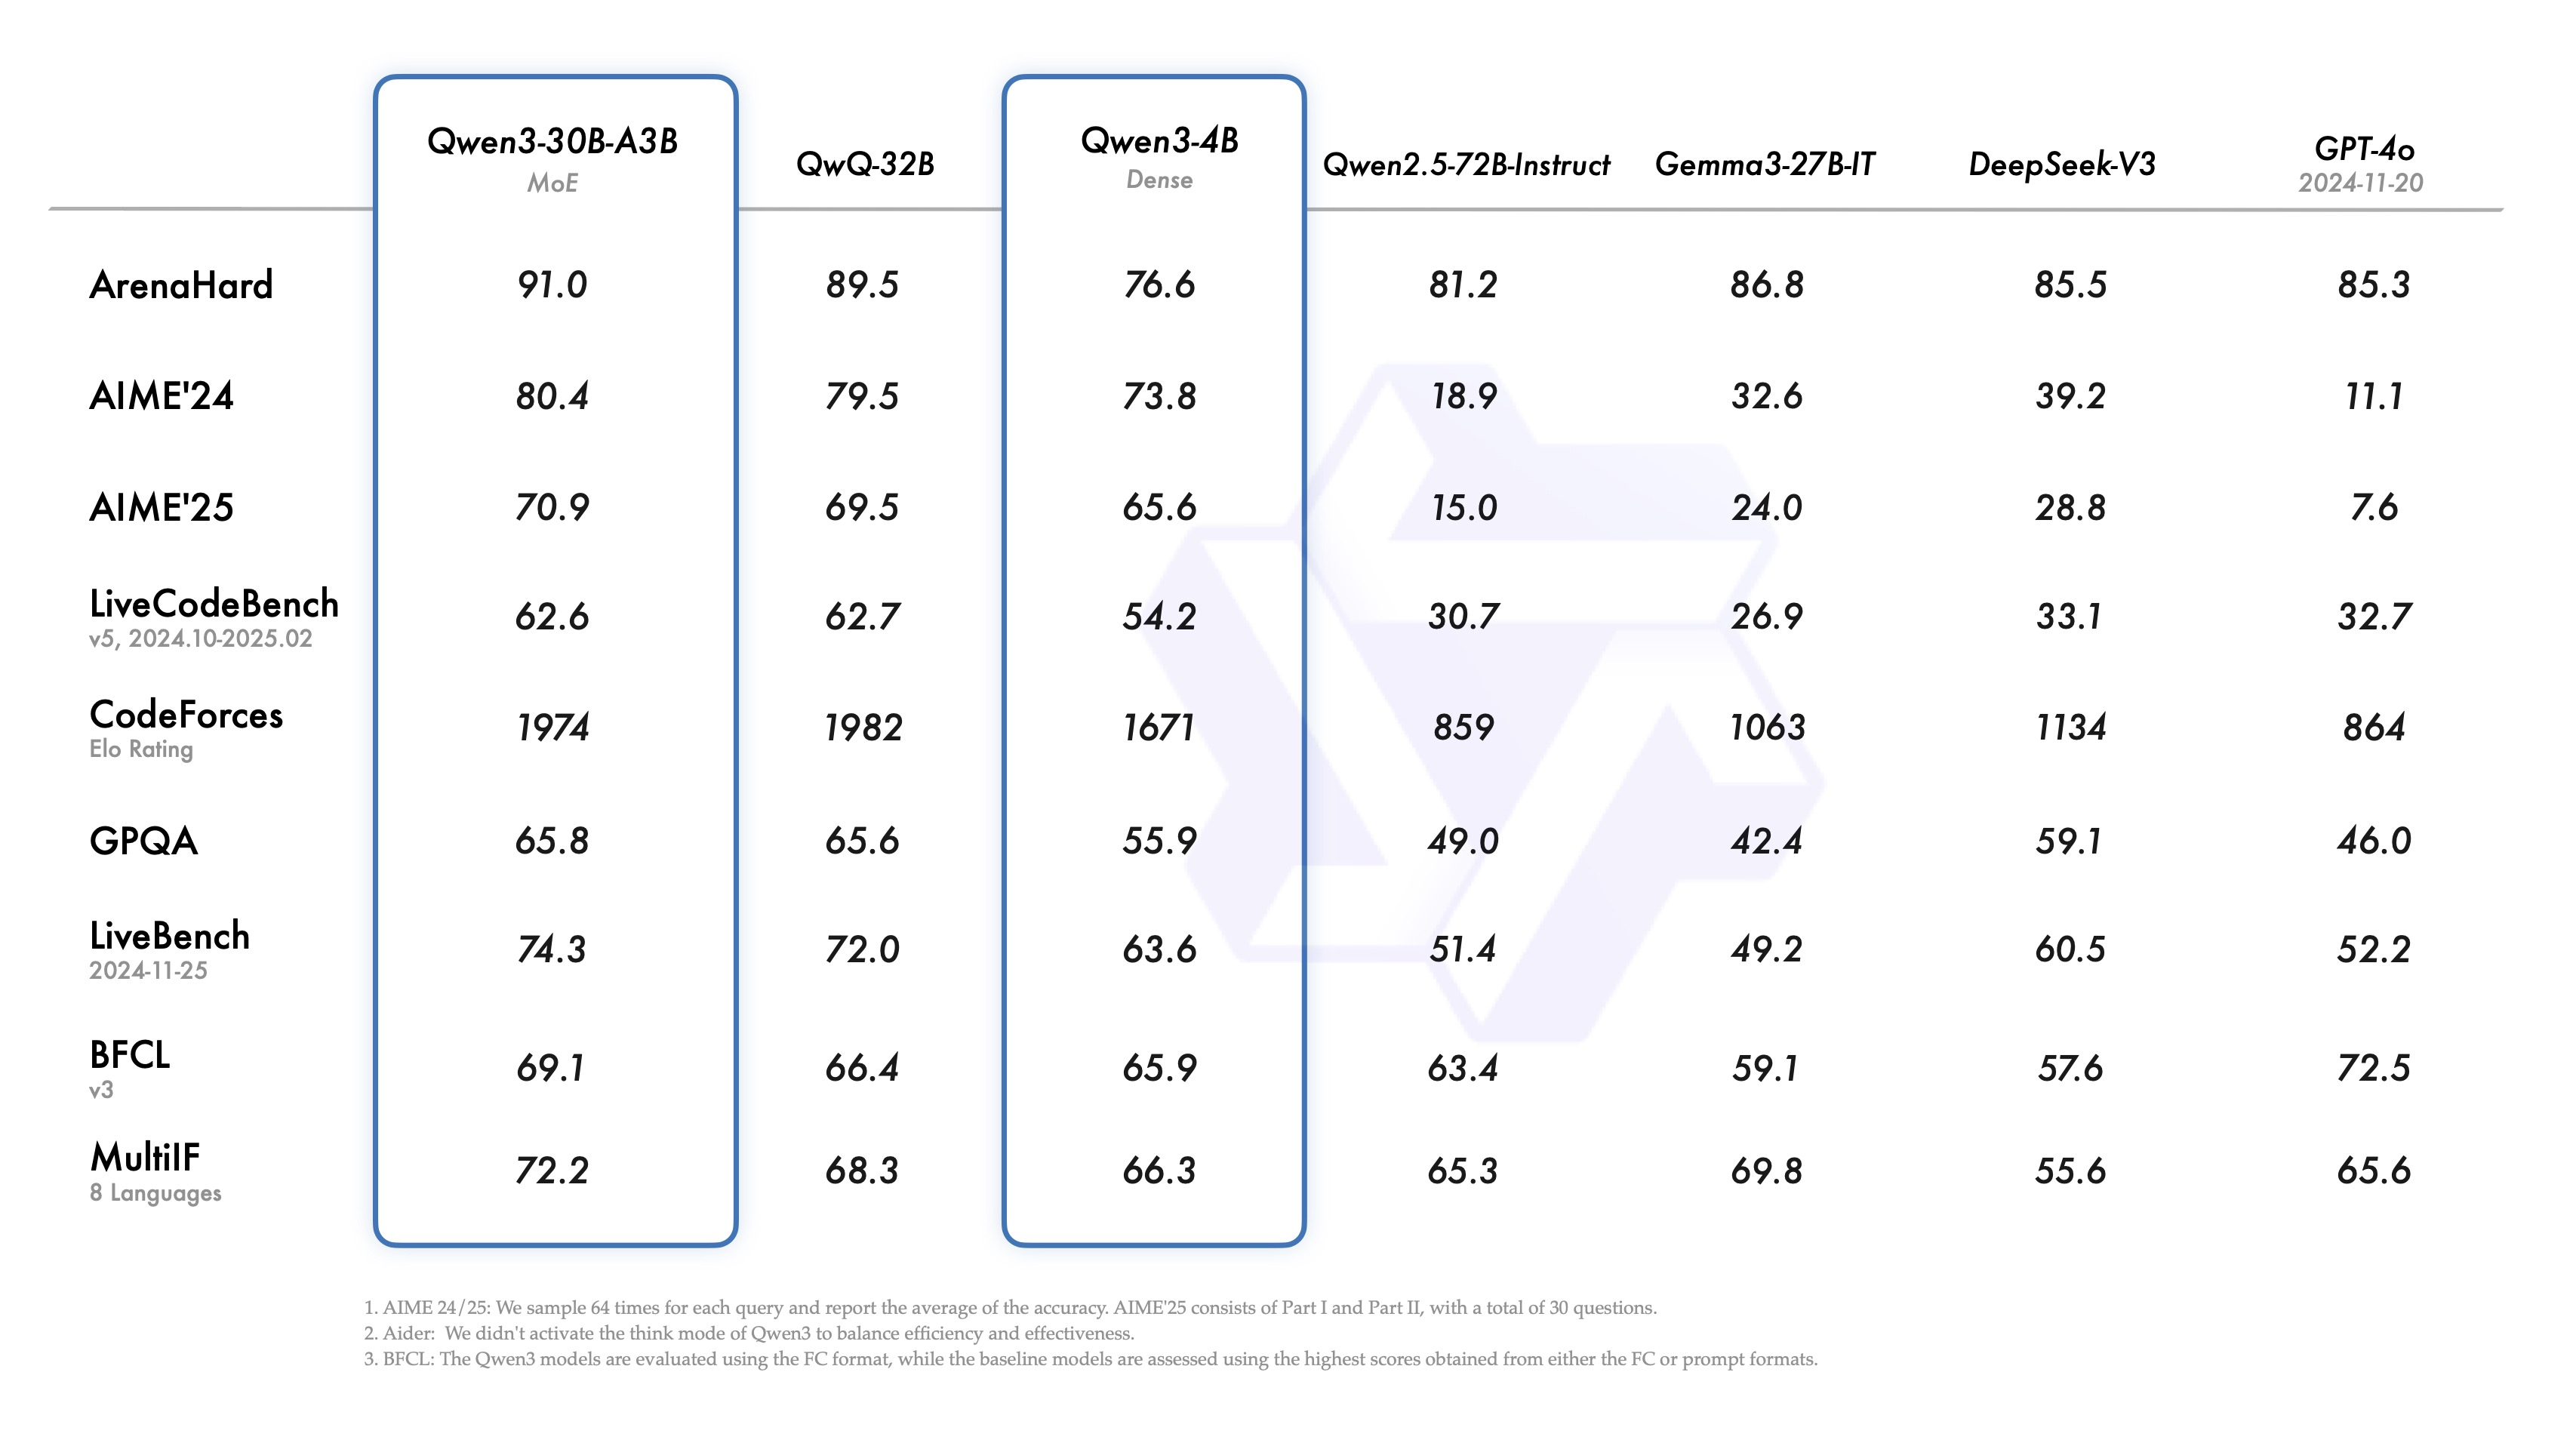 Qwen3-30B-A3B QwQ-32B Qwen3-4B Qwen2.5-72B-Instruct Gemma3-27B-IT DeepSeek-V3 GPT-4o
MoE Dense 2024-11-20
ArenaHard 91.0 89.5 76.6 81.2 86.8 85.5 85.3
AIME'24 80.4 79.5 73.8 18.9 32.6 39.2 11.1
AIME'25 70.9 69.5 65.6 15.0 24.0 28.8 7.6
LiveCodeBench 62.6 62.7 54.2 30.7 26.9 33.1 32.7
v5, 2024.10-2025.02
CodeForces 1974 1982 1671 859 1063 1134 864
Elo Rating
GPQA 65.8 65.6 55.9 49.0 42.4 59.1 46.0
LiveBench 74.3 72.0 63.6 51.4 49.2 60.5 52.2
2024-11-25
BFCL 69.1 66.4 65.9 63.4 59.1 57.6 72.5
v3
MultiIF 72.2 68.3 66.3 65.3 69.8 55.6 65.6
8 Languages
1. AIME 24/25: We sample 64 times for each query and report the average of the accuracy. AIME'25 consists of Part I and Part II, with a total of 30 questions.
2. Aider: We didn't activate the think mode of Qwen3 to balance efficiency and effectiveness.
3. BFCL: The Qwen3 models are evaluated using the FC format, while the baseline models are assessed using the highest scores obtained from either the FC or prompt formats.